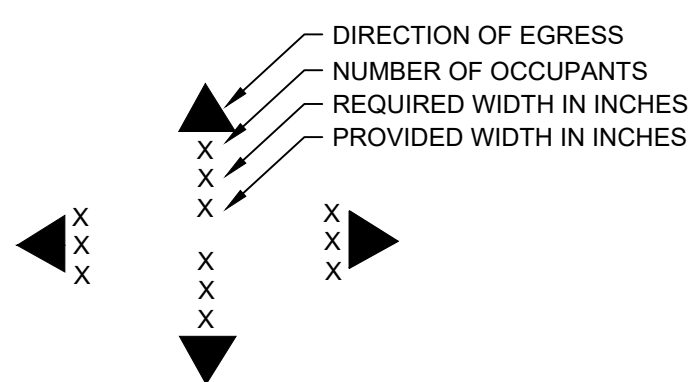 DIRECTION OF EGRESS
NUMBER OF OCCUPANTS
REQUIRED WIDTH IN INCHES
PROVIDED WIDTH IN INCHES
X
X
X
X
X
X
X
X
X
X
X
X